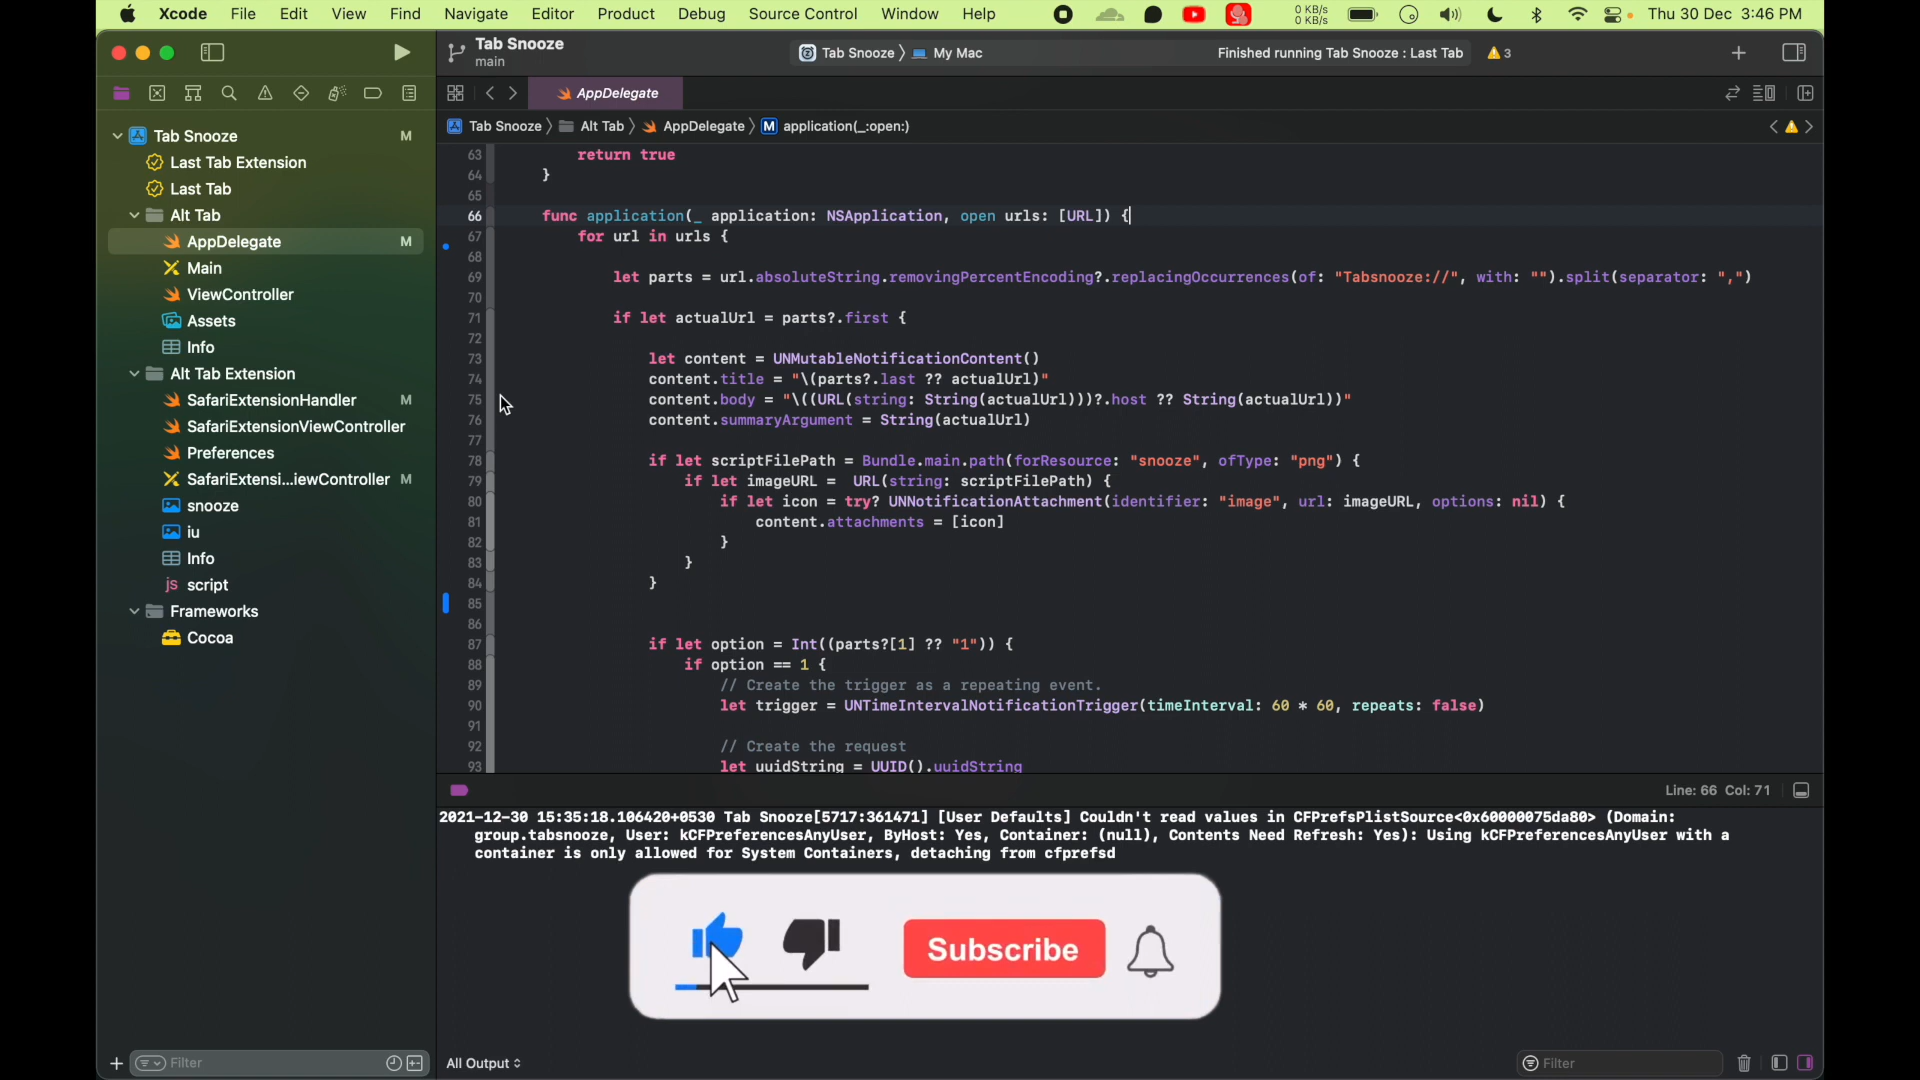 Xcode File Edit View Find Navigate Editor Product Debug Source Control Window Help 0 KB/s 0 KB/s Thu 30 Dec 3:46 PM
Tab Snooze
main
Tab Snooze My Mac
Finished running Tab Snooze : Last Tab 3
AppDelegate
Tab Snooze Alt Tab AppDelegate M application(_:open:)
Tab Snooze M
Last Tab Extension
Last Tab
Alt Tab
AppDelegate M
Main
ViewController
Assets
Info
Alt Tab Extension
SafariExtensionHandler M
SafariExtensionViewController
Preferences
SafariExtensi...iewController M
snooze
iu
Info
js script
Frameworks
Cocoa
Filter
63 return true
64 }
65
66 func application(_ application: NSApplication, open urls: [URL]) {
67 for url in urls {
68
69 let parts = url.absoluteString.removingPercentEncoding?.replacingOccurrences(of: "Tabsnooze://", with: "").split(separator: ",")
70
71 if let actualUrl = parts?.first {
72
73 let content = UNMutableNotificationContent()
74 content.title = "\(parts?.last ?? actualUrl)"
75 content.body = "\((URL(string: String(actualUrl)))?.host ?? String(actualUrl))"
76 content.summaryArgument = String(actualUrl)
77
78 if let scriptFilePath = Bundle.main.path(forResource: "snooze", ofType: "png") {
79 if let imageURL = URL(string: scriptFilePath) {
80 if let icon = try? UNNotificationAttachment(identifier: "image", url: imageURL, options: nil) {
81 content.attachments = [icon]
82 }
83 }
84 }
85
86
87 if let option = Int((parts?[1] ?? "1")) {
88 if option == 1 {
89 // Create the trigger as a repeating event.
90 let trigger = UNTimeIntervalNotificationTrigger(timeInterval: 60 * 60, repeats: false)
91
92 // Create the request
93 let uuidString = UUID().uuidString
Line: 66 Col: 71
2021-12-30 15:35:18.106420+0530 Tab Snooze[5717:361471] [User Defaults] Couldn't read values in CFPrefsPlistSource<0x60000075da80> (Domain:
group.tabsnooze, User: kCFPreferencesAnyUser, ByHost: Yes, Container: (null), Contents Need Refresh: Yes): Using kCFPreferencesAnyUser with a
container is only allowed for System Containers, detaching from cfprefsd
Subscribe
All Output
Filter